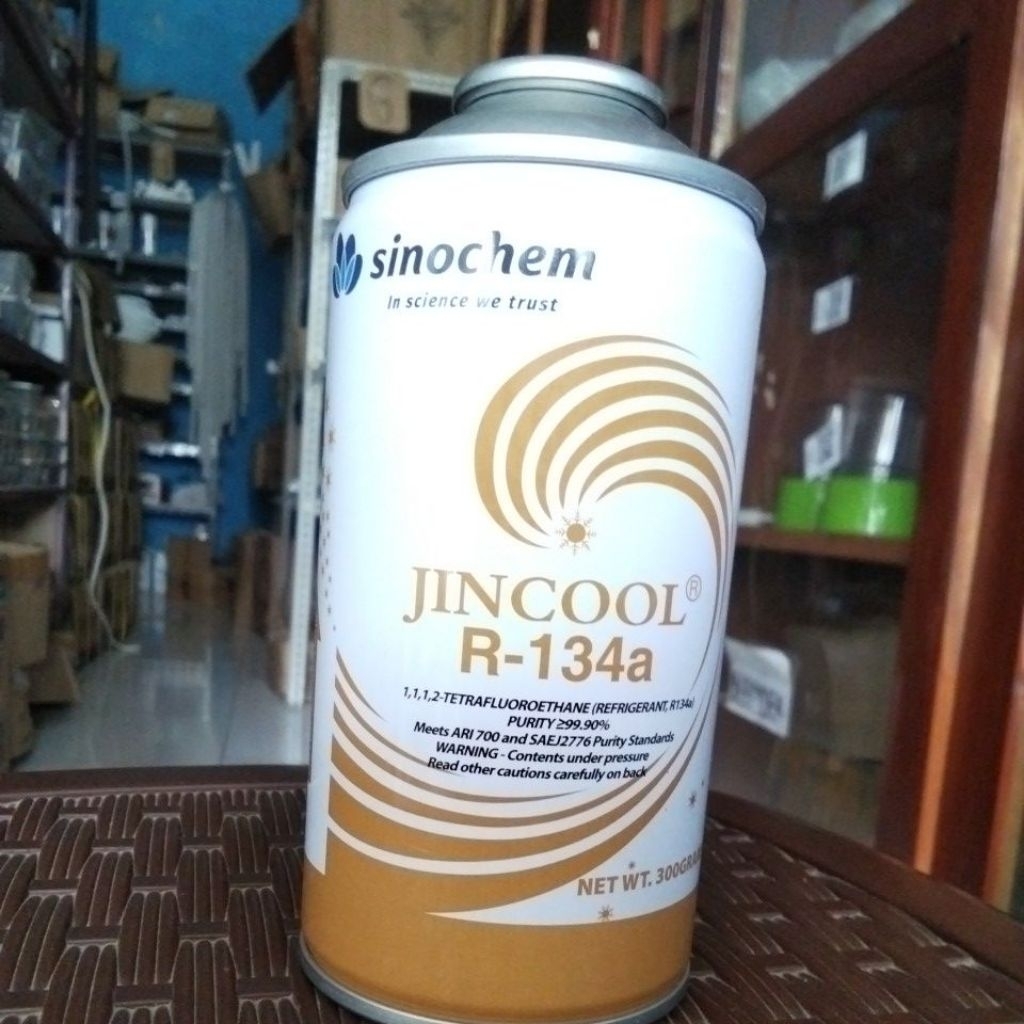 sinochem
In science we trust
JINCOOL®
R-134a
1,1,1,2-TETRAFLUOROETHANE (REFRIGERANT, R134a)
PURITY ≥99.90%
Meets ARI 700 and SAEJ2776 Purity Standards
WARNING - Contents under pressure
Read other cautions carefully on back
NET WT. 300GRA